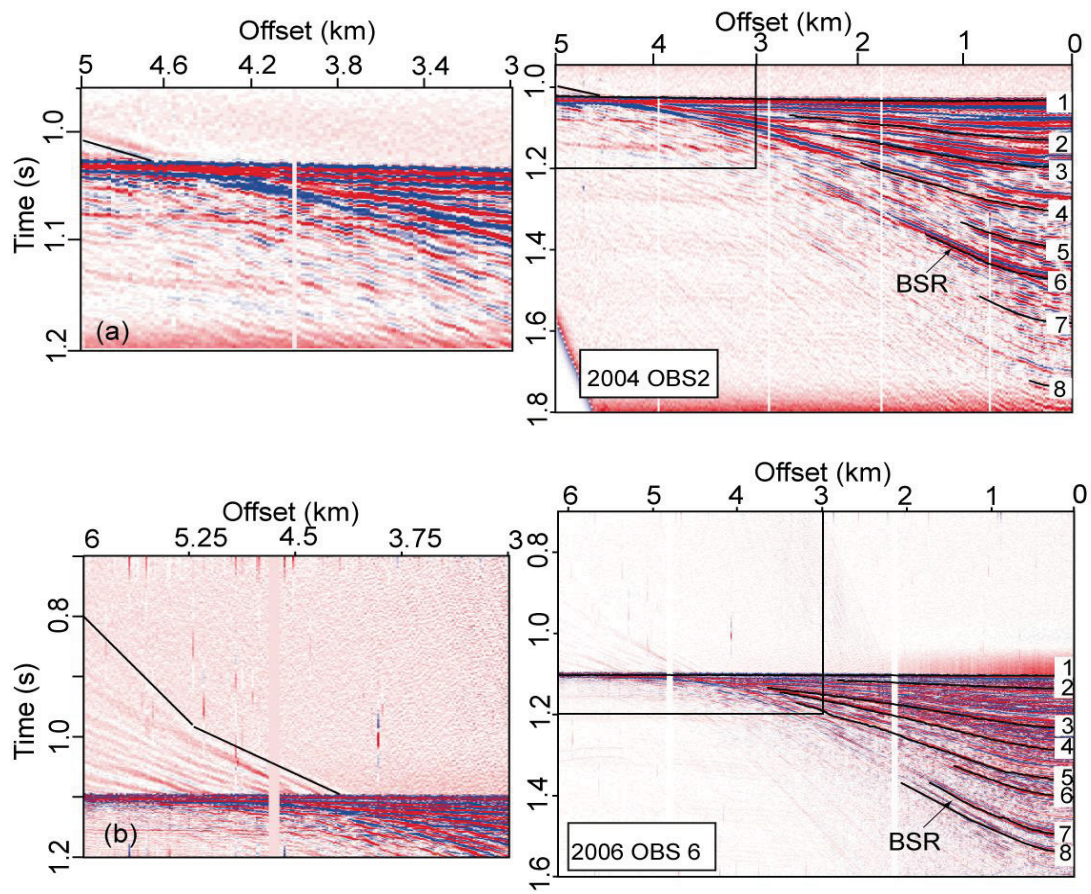 Offset (km)
5 4.6 4.2 3.8 3.4 3
Time (s)
1.0
1.1
1.2
(a)
Offset (km)
5 4 3 2 1 0
1.0
1.2
1.4
1.6
1.8
1
2
3
4
5
6
7
8
BSR
2004 OBS2
Offset (km)
6 5.25 4.5 3.75 3
Time (s)
0.8
1.0
1.2
(b)
Offset (km)
6 5 4 3 2 1 0
0.8
1.0
1.2
1.4
1.6
1
2
3
4
5
6
7
8
BSR
2006 OBS 6